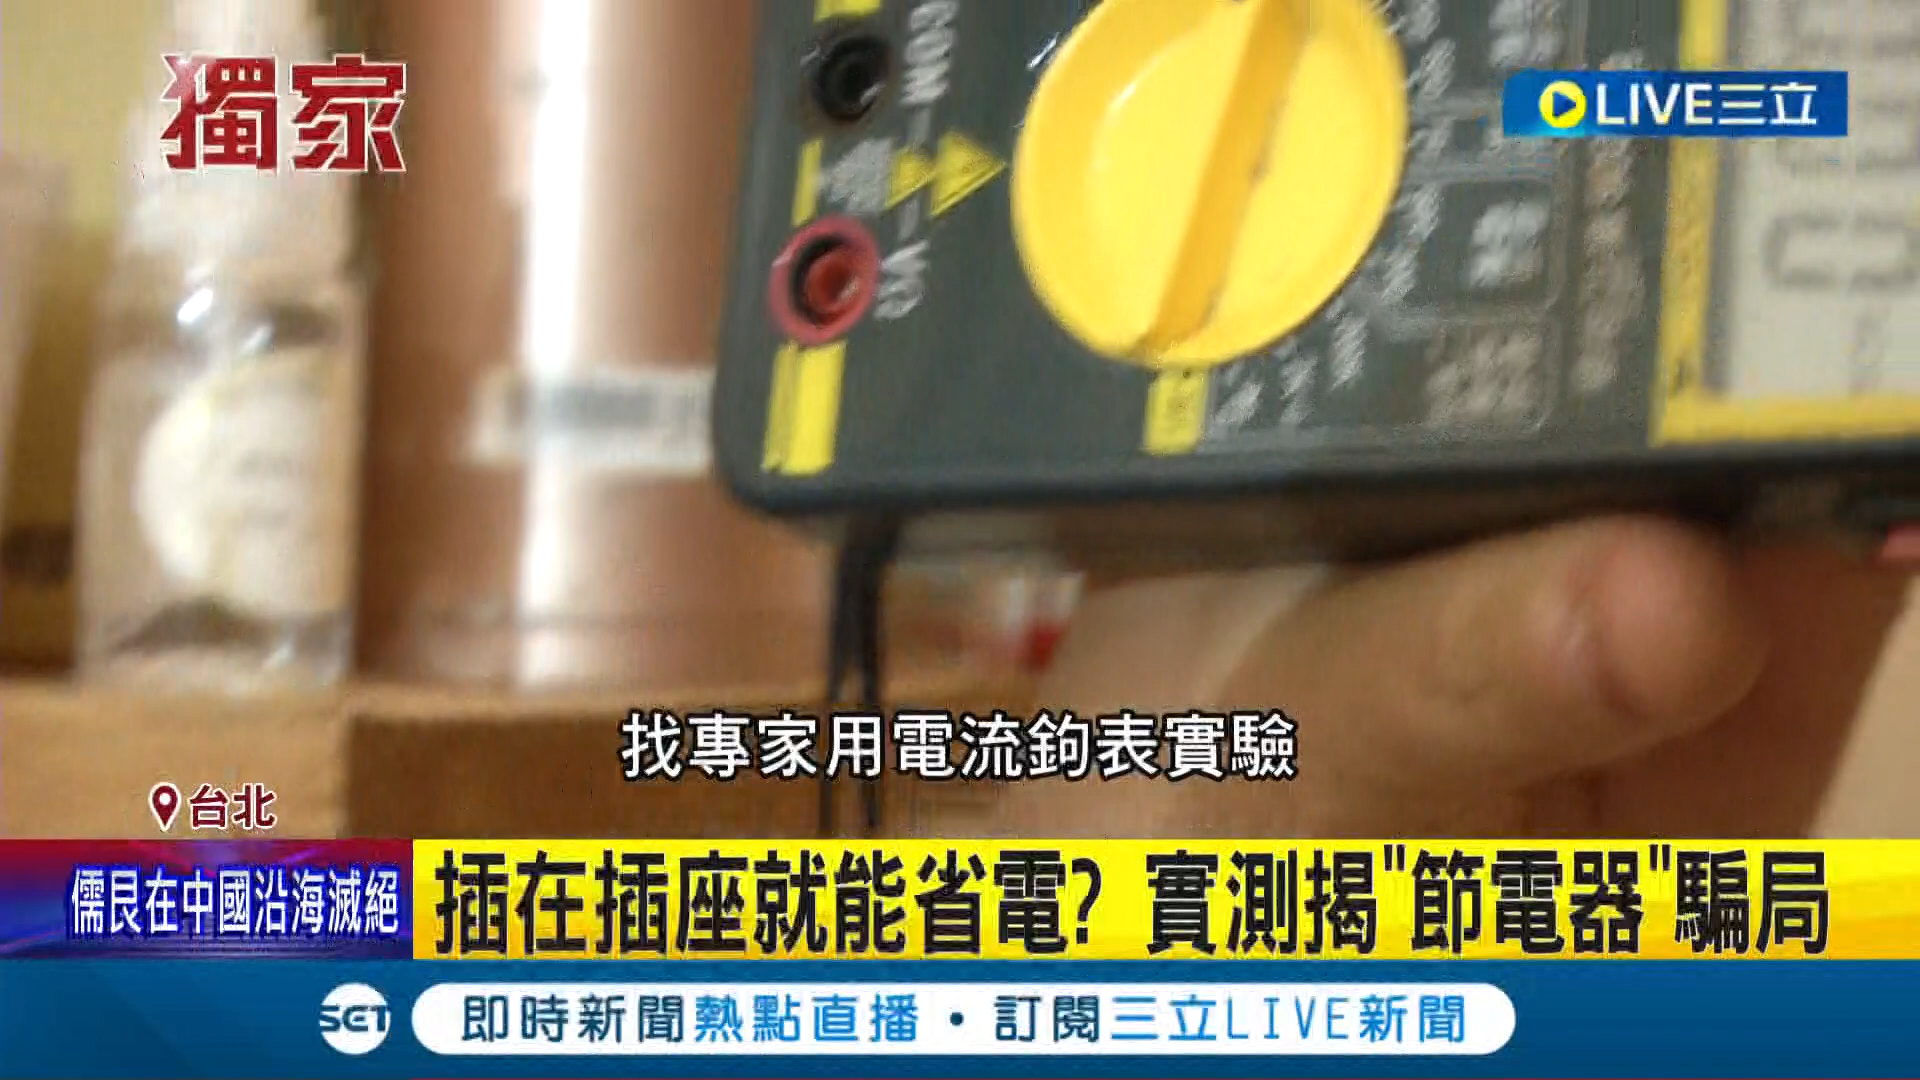 獨家
LIVE三立
COM
VΩ
找專家用電流鉤表實驗
台北
儒艮在中國沿海滅絕
插在插座就能省電? 實測揭"節電器"騙局
SET
即時新聞熱點直播・訂閱三立LIVE新聞